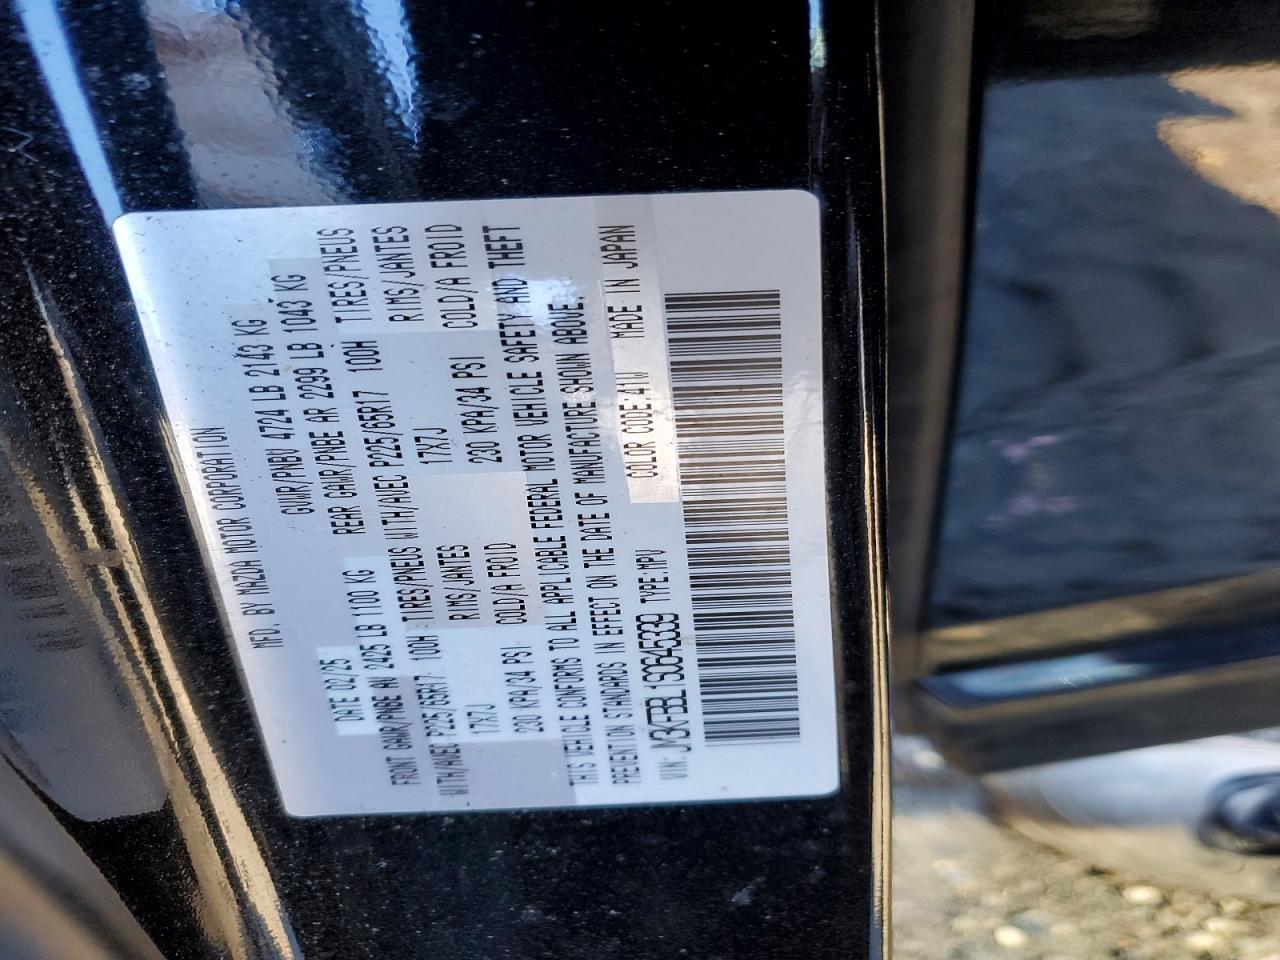 MFD. BY MAZDA MOTOR CORPORATION
DATE 02/25 GVWR/PNBV 4724 LB 2143 KG
FRONT GAWR/PNBE AV 2425 LB 1100 KG REAR GAWR/PNBE AR 2299 LB 1043 KG
WITH/AVEC P225/65R17 100H TIRES/PNEUS WITH/AVEC P225/65R17 100H TIRES/PNEUS
17X7J RIMS/JANTES 17X7J RIMS/JANTES
230 KPA/34 PSI COLD/A FROID 230 KPA/34 PSI COLD/A FROID
THIS VEHICLE CONFORMS TO ALL APPLICABLE FEDERAL MOTOR VEHICLE SAFETY AND THEFT
PREVENTION STANDARDS IN EFFECT ON THE DATE OF MANUFACTURE SHOWN ABOVE.
VIN: TYPE:MPV COLOR CODE:41W MADE IN JAPAN